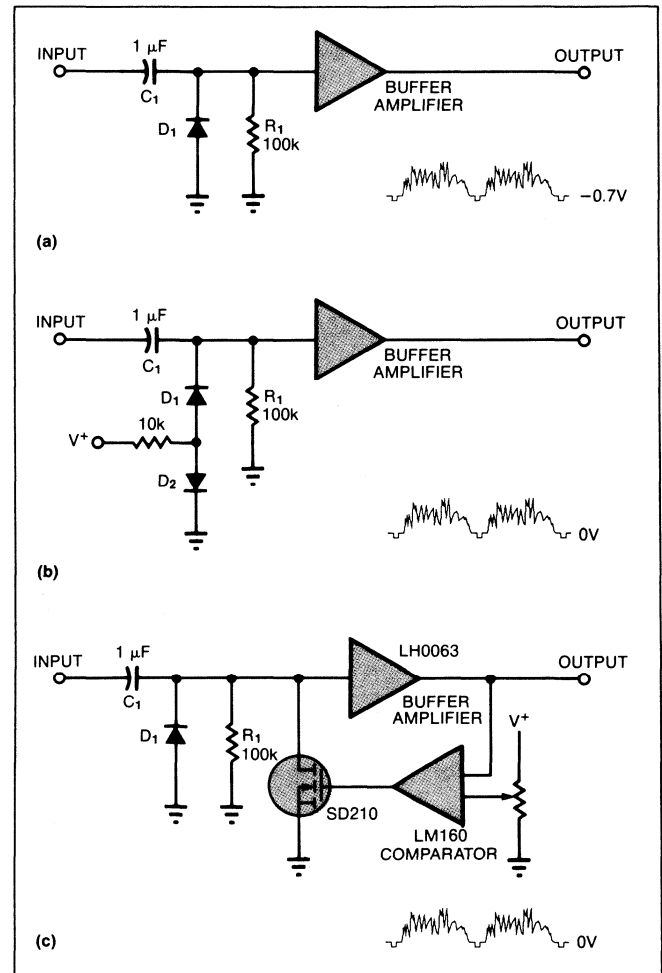 INPUT
1 μF
C1
D1
R1
100k
BUFFER
AMPLIFIER
OUTPUT
−0.7V
(a)
INPUT
1 μF
C1
D1
R1
100k
10k
V+
D2
BUFFER
AMPLIFIER
OUTPUT
0V
(b)
INPUT
1 μF
C1
D1
R1
100k
LH0063
BUFFER
AMPLIFIER
OUTPUT
V+
SD210
LM160
COMPARATOR
0V
(c)